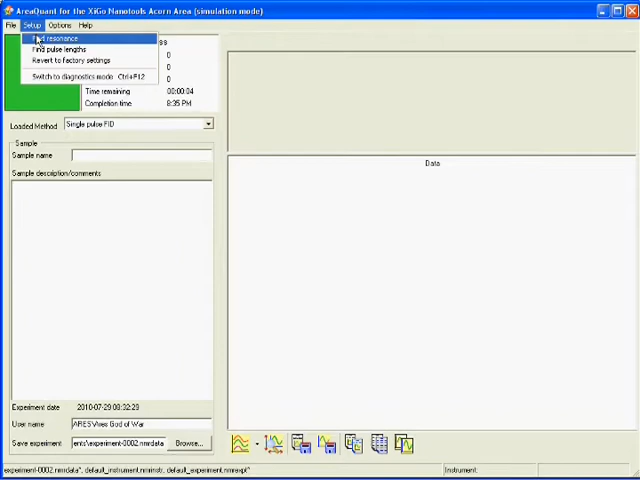 AreaQuant for the XiGo Nanotools Acorn Area (simulation mode)
File Setup Options Help
Find resonance
Find pulse lengths
Revert to factory settings
Switch to diagnostics mode Ctrl+F12
ss
0
0
0
Time remaining 00:00:04
Completion time 8:35 PM
Loaded Method Single pulse FID
Sample
Sample name
Sample description/comments
Data
Experiment date 2010-07-29 08:32:29
User name ARES\Ares God of War
Save experiment ents\experiment-0002.nmrdata Browse...
experiment-0002.nmrdata*, default_instrument.nmrinstr, default_experiment.nmrexpt* Instrument: